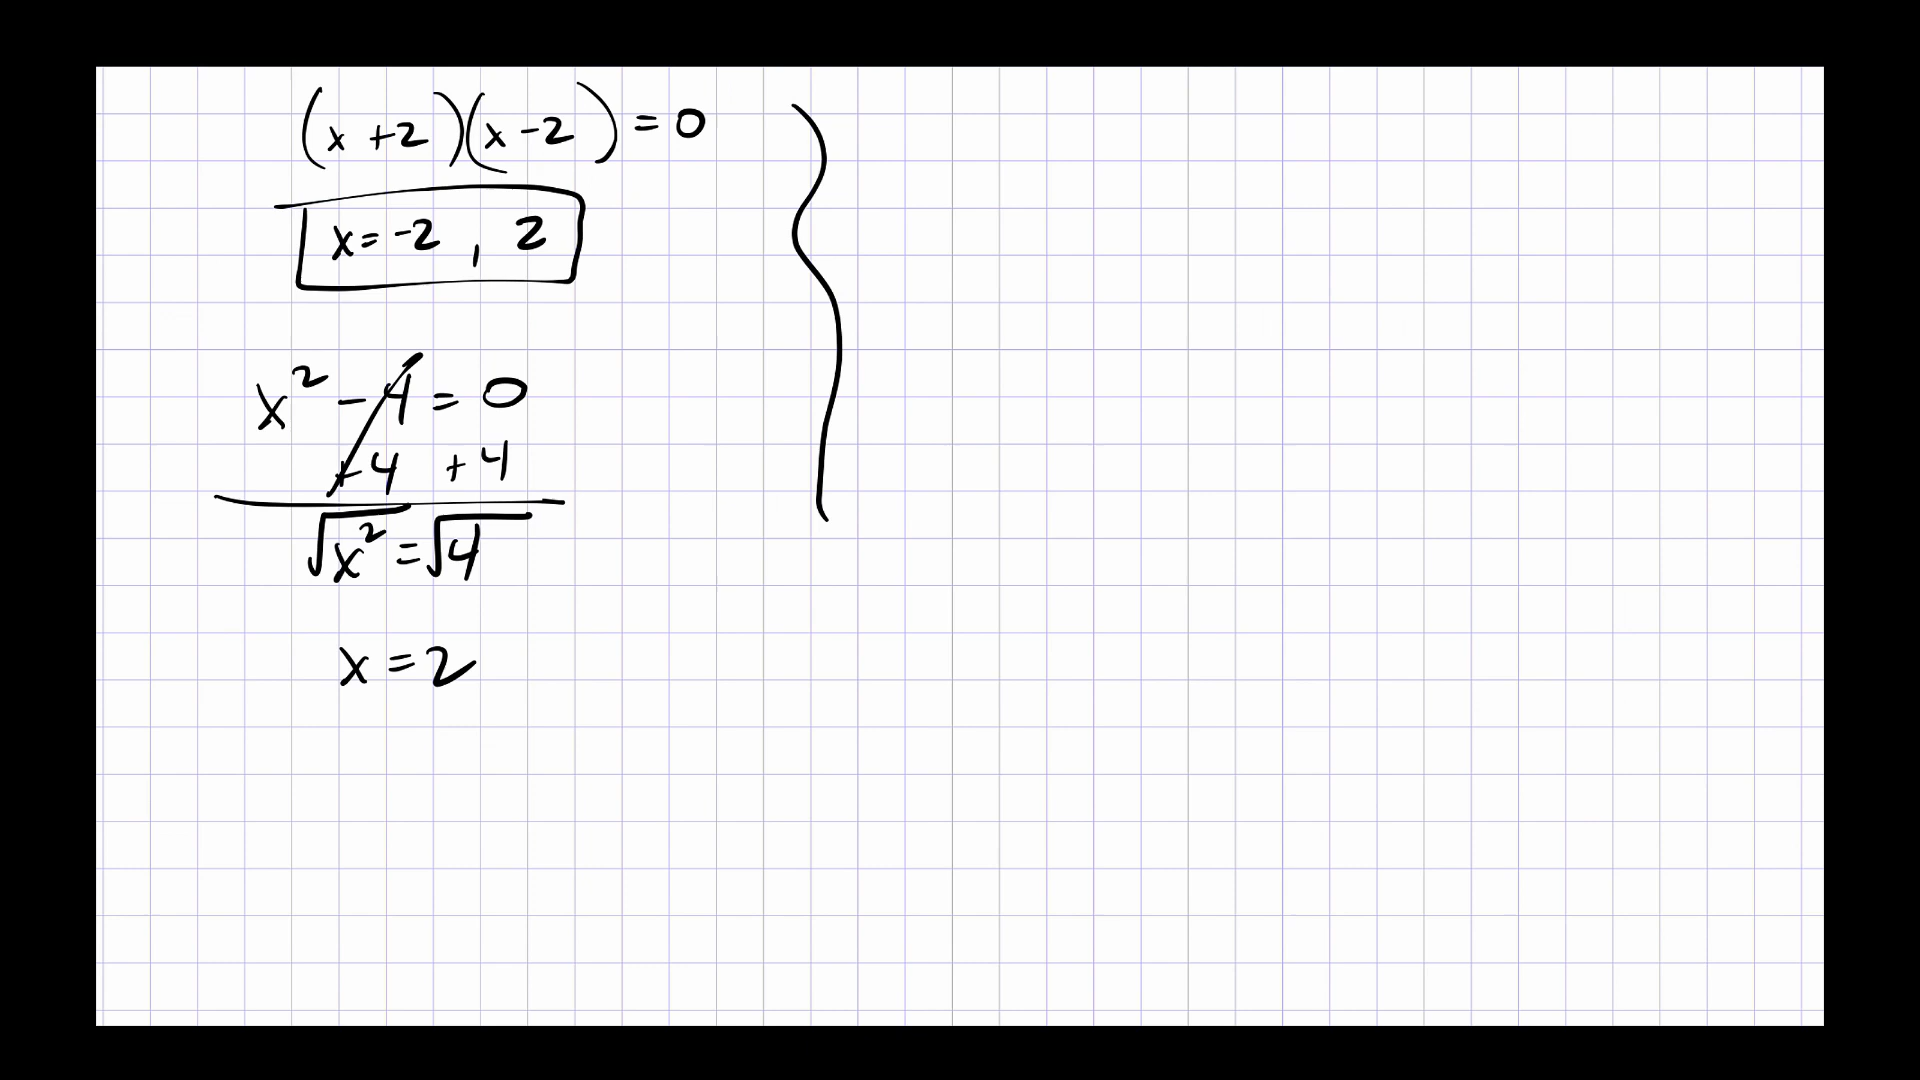 (x +2)(x -2) = 0
x = -2 , 2
x² - 4 = 0
+4 +4
√x² = √4
x = 2